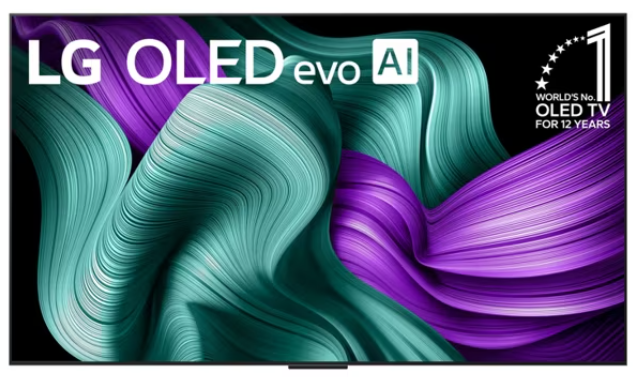 LG OLED evo AI
1
WORLD'S No.
OLED TV
FOR 12 YEARS